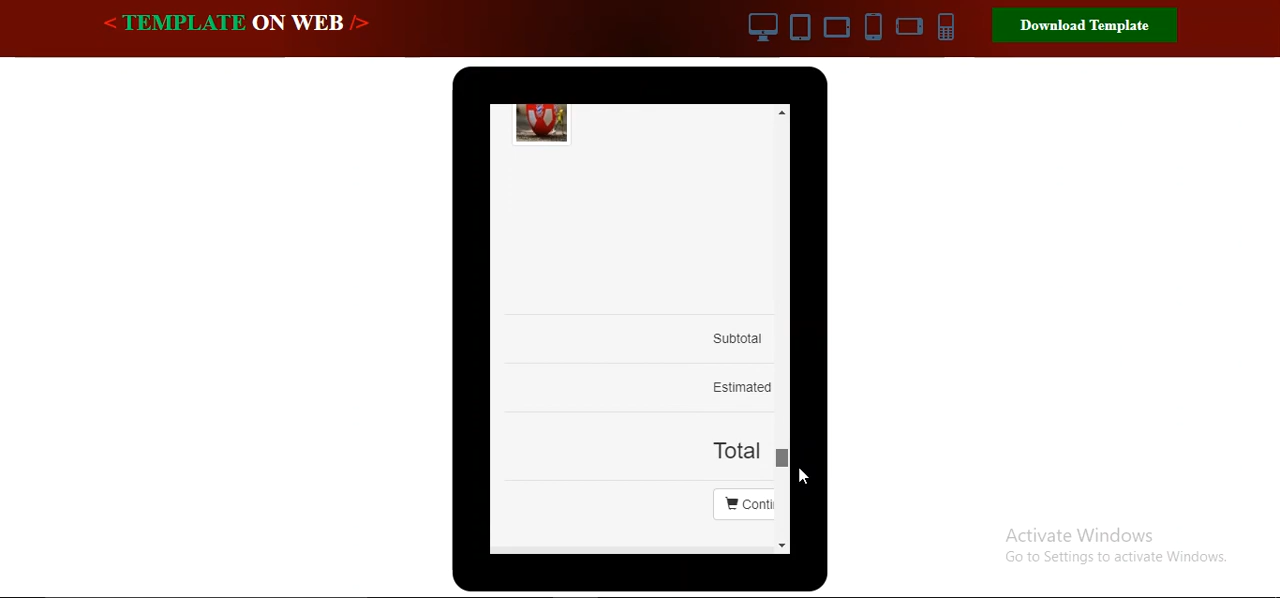 < TEMPLATE ON WEB />
Download Template
Subtotal
Estimated
Total
Conti
Activate Windows
Go to Settings to activate Windows.